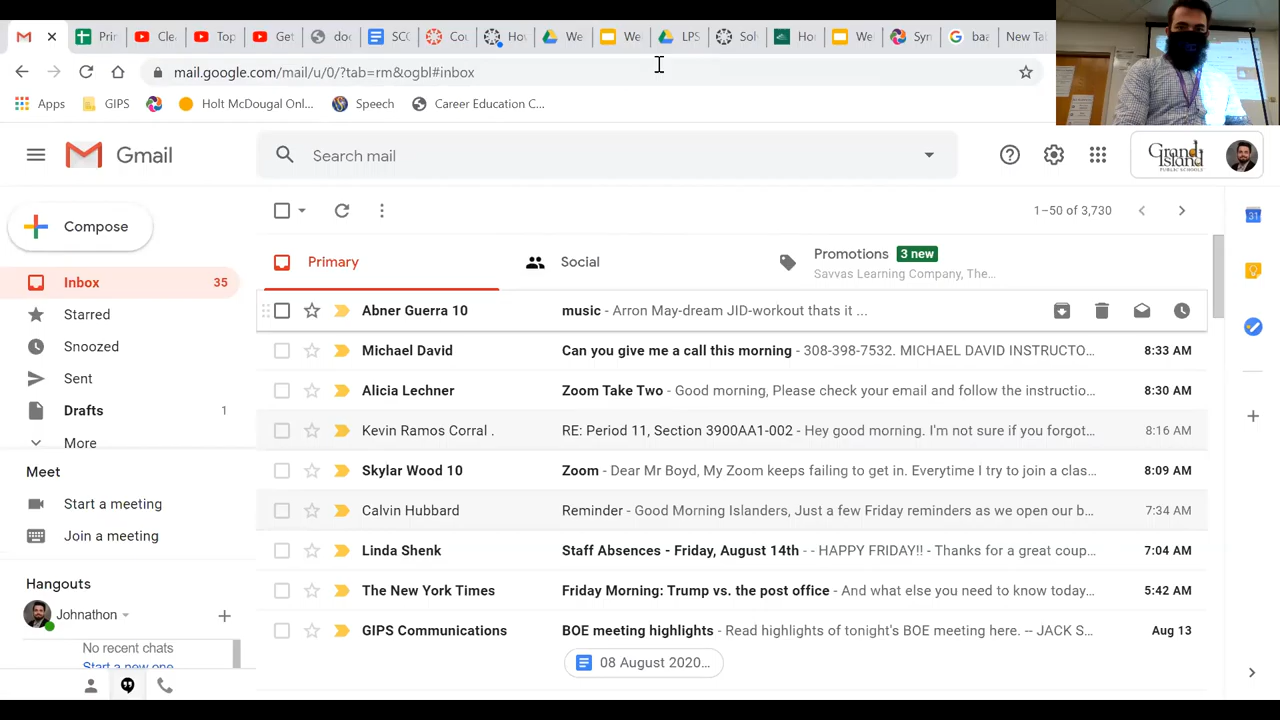 Prin
Cle
Top
Get
doc
SCO
Cou
Hov
We
We
LPS
Sol
Hor
We
Syn
baa
New Tab
mail.google.com/mail/u/0/?tab=rm&ogbl#inbox
Apps
GIPS
Holt McDougal Onl...
Speech
Career Education C...
Gmail
Search mail
Grand Island
PUBLIC SCHOOLS
Compose
1–50 of 3,730
31
Primary
Social
Promotions 3 new
Savvas Learning Company, The...
Inbox 35
Starred
Snoozed
Sent
Drafts 1
More
Meet
Start a meeting
Join a meeting
Hangouts
Johnathon
No recent chats
Start a new one
Abner Guerra 10 music - Arron May-dream JID-workout thats it ...
Michael David Can you give me a call this morning - 308-398-7532. MICHAEL DAVID INSTRUCTO... 8:33 AM
Alicia Lechner Zoom Take Two - Good morning, Please check your email and follow the instructio... 8:30 AM
Kevin Ramos Corral . RE: Period 11, Section 3900AA1-002 - Hey good morning. I'm not sure if you forgot... 8:16 AM
Skylar Wood 10 Zoom - Dear Mr Boyd, My Zoom keeps failing to get in. Everytime I try to join a clas... 8:09 AM
Calvin Hubbard Reminder - Good Morning Islanders, Just a few Friday reminders as we open our b... 7:34 AM
Linda Shenk Staff Absences - Friday, August 14th - - HAPPY FRIDAY!! - Thanks for a great coup... 7:04 AM
The New York Times Friday Morning: Trump vs. the post office - And what else you need to know today... 5:42 AM
GIPS Communications BOE meeting highlights - Read highlights of tonight's BOE meeting here. -- JACK S... Aug 13
08 August 2020...